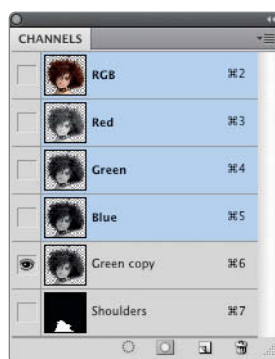 CHANNELS
RGB ⌘2
Red ⌘3
Green ⌘4
Blue ⌘5
Green copy ⌘6
Shoulders ⌘7